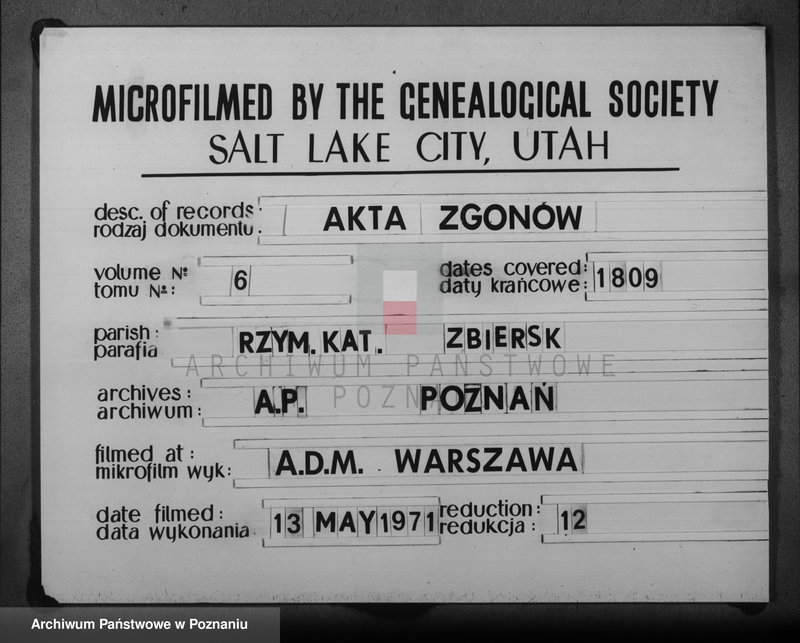 MICROFILMED BY THE GENEALOGICAL SOCIETY
SALT LAKE CITY, UTAH
desc. of records: AKTA ZGONÓW
rodzaj dokumentu:
volume №: 6
tomu №:
dates covered: 1809
daty krańcowe:
parish: RZYM. KAT. ZBIERSK
parafia
ARCHIWUM PAŃSTWOWE
POZN
archives: A.P. POZNAŃ
archiwum:
filmed at: A.D.M. WARSZAWA
mikrofilm wyk:
date filmed: 13 MAY 1971
data wykonania
reduction: 12
redukcja:
Archiwum Państwowe w Poznaniu